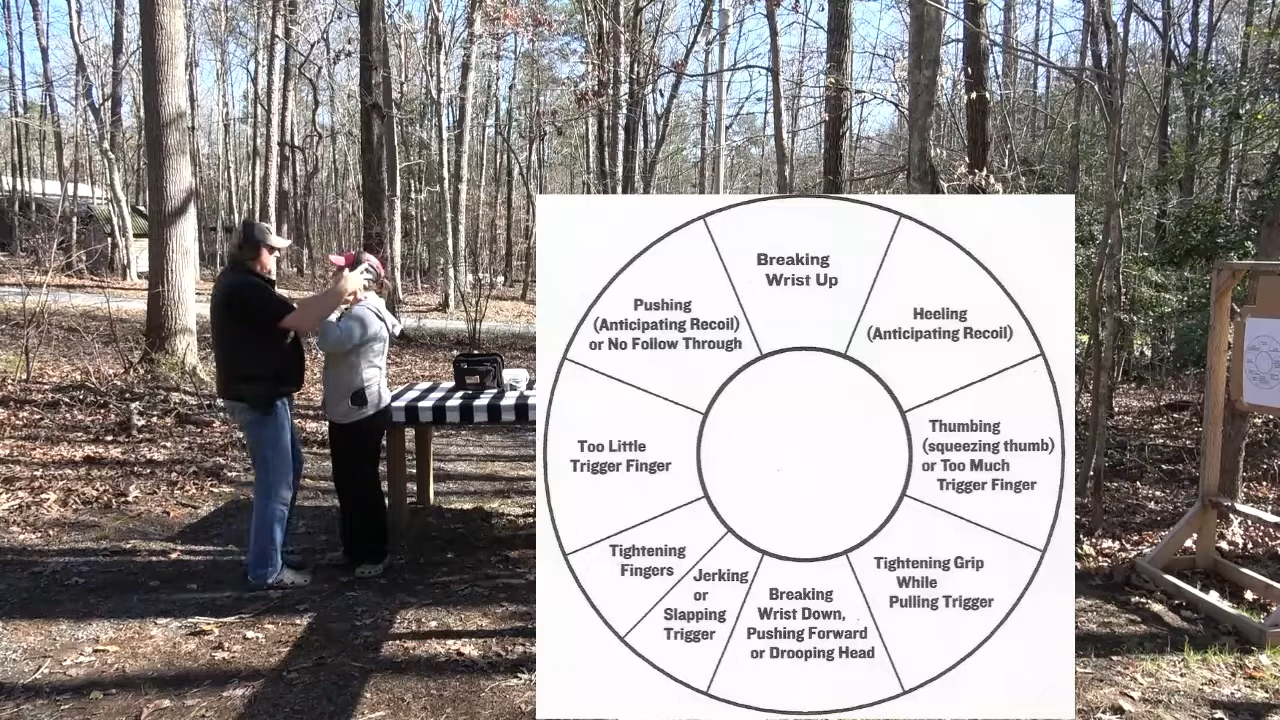 Breaking
Wrist Up
Heeling
(Anticipating Recoil)
Thumbing
(squeezing thumb)
or Too Much
Trigger Finger
Tightening Grip
While
Pulling Trigger
Breaking
Wrist Down,
Pushing Forward
or Drooping Head
Jerking
or
Slapping
Trigger
Tightening
Fingers
Too Little
Trigger Finger
Pushing
(Anticipating Recoil)
or No Follow Through